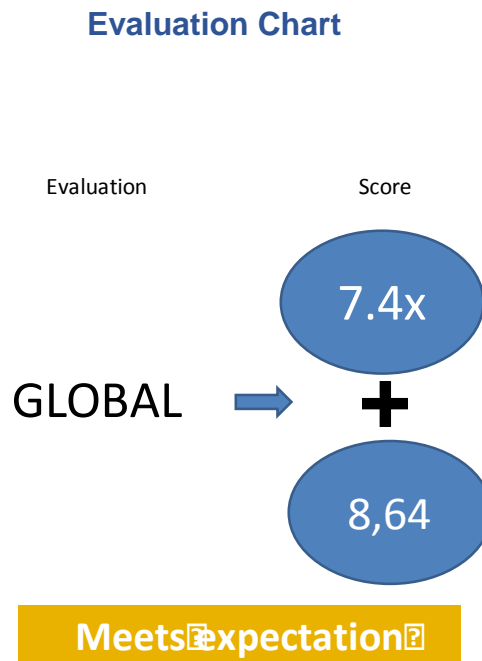 Evaluation Chart
Evaluation Score
7.4x
GLOBAL
+
8,64
Meets⍰expectation⍰